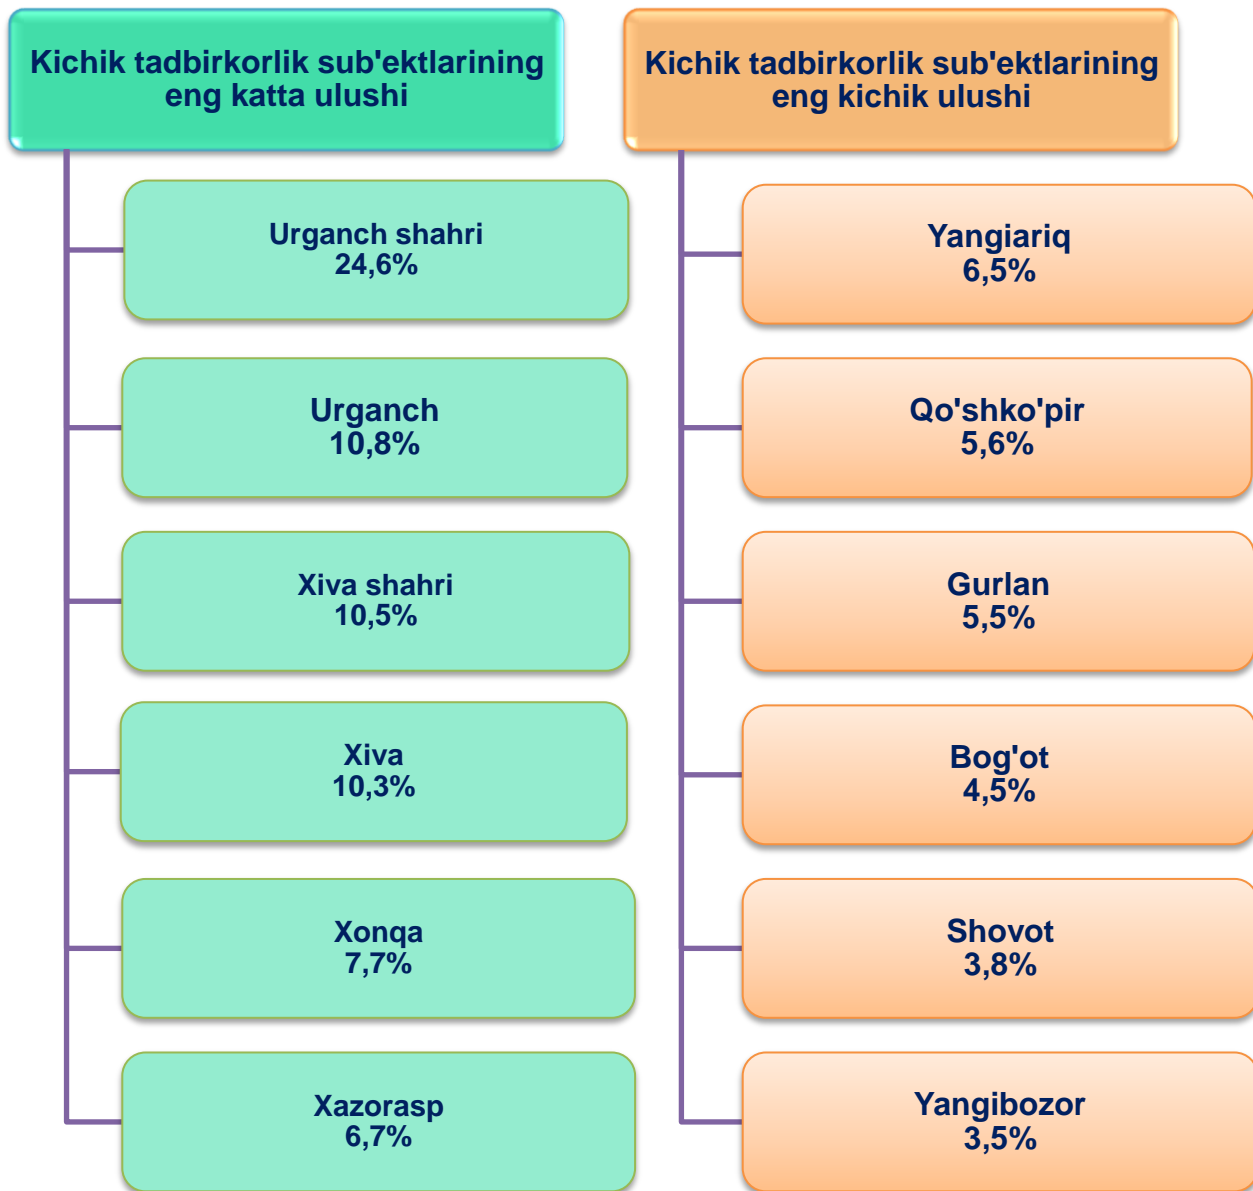 Kichik tadbirkorlik sub'ektlarining
eng katta ulushi
Urganch shahri
24,6%
Urganch
10,8%
Xiva shahri
10,5%
Xiva
10,3%
Xonqa
7,7%
Xazorasp
6,7%
Kichik tadbirkorlik sub'ektlarining
eng kichik ulushi
Yangiariq
6,5%
Qo'shko'pir
5,6%
Gurlan
5,5%
Bog'ot
4,5%
Shovot
3,8%
Yangibozor
3,5%